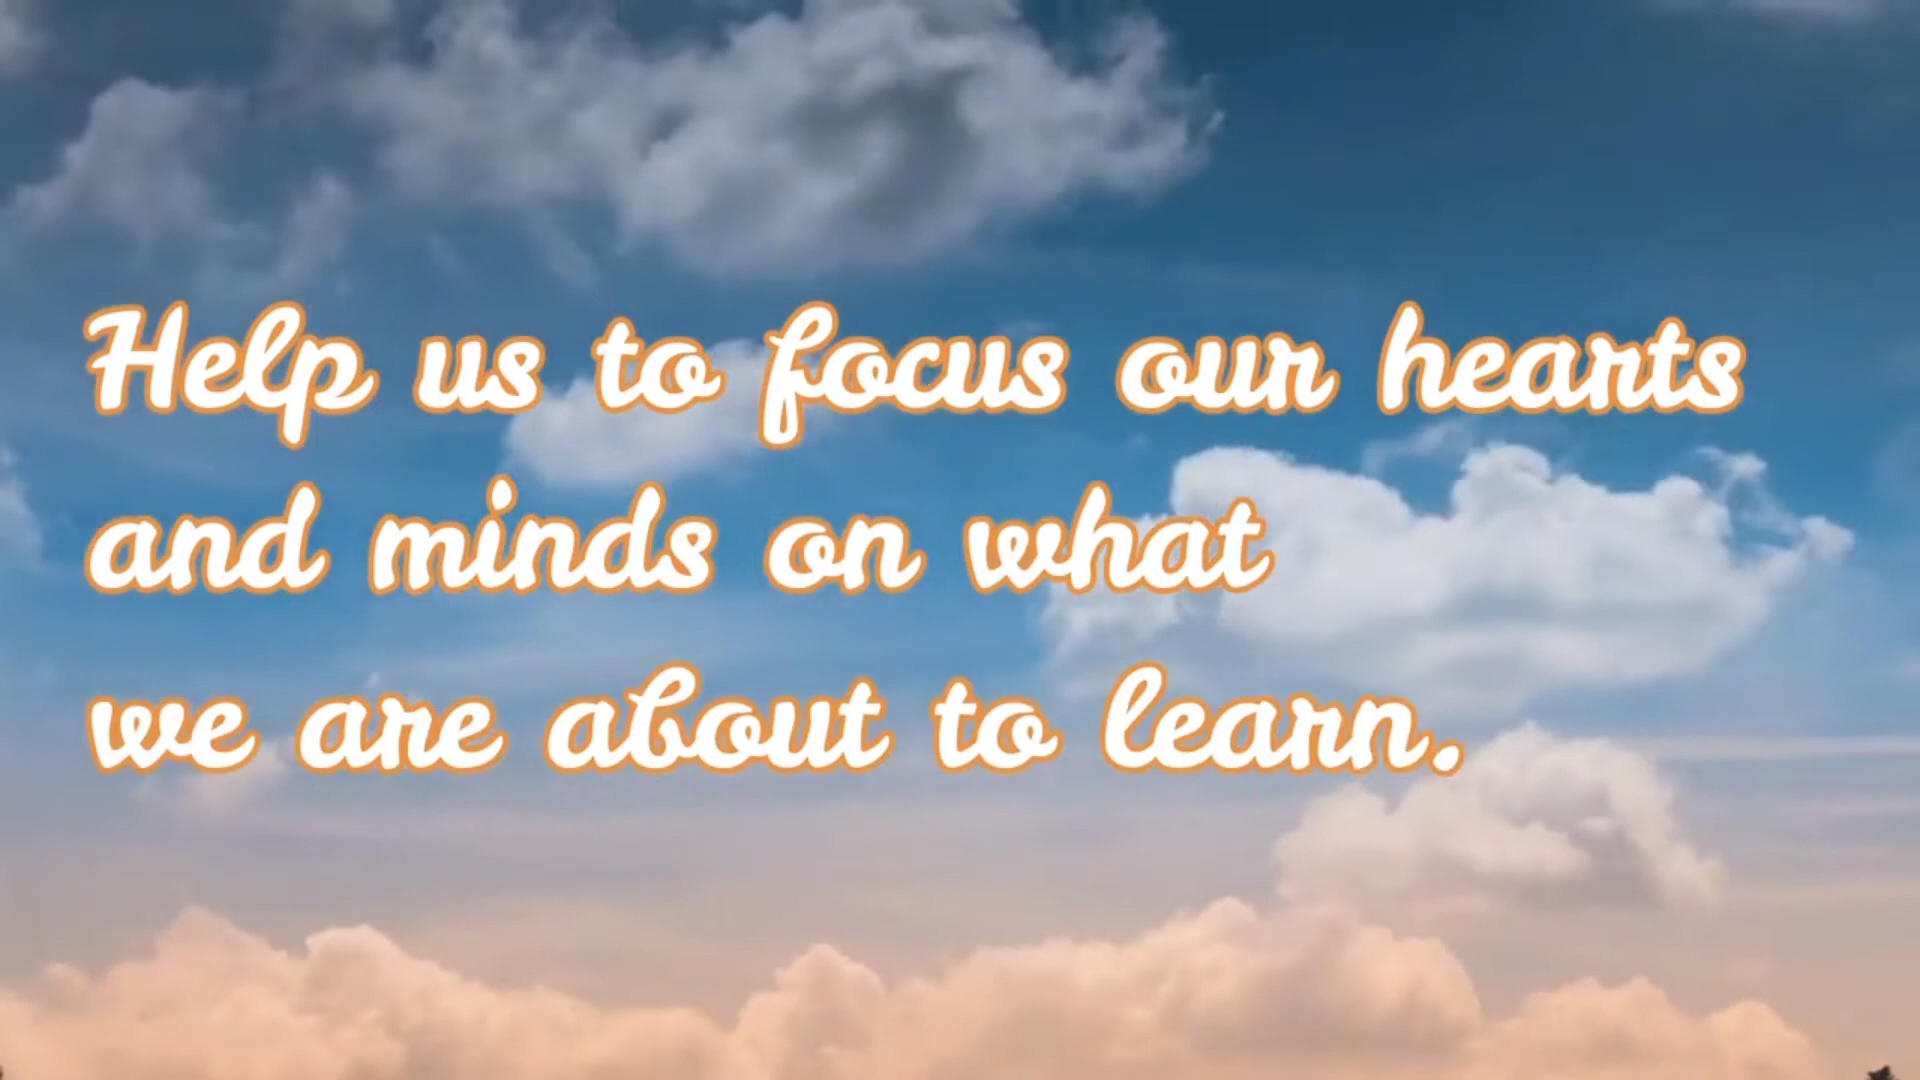 Help us to focus our hearts
and minds on what
we are about to learn.